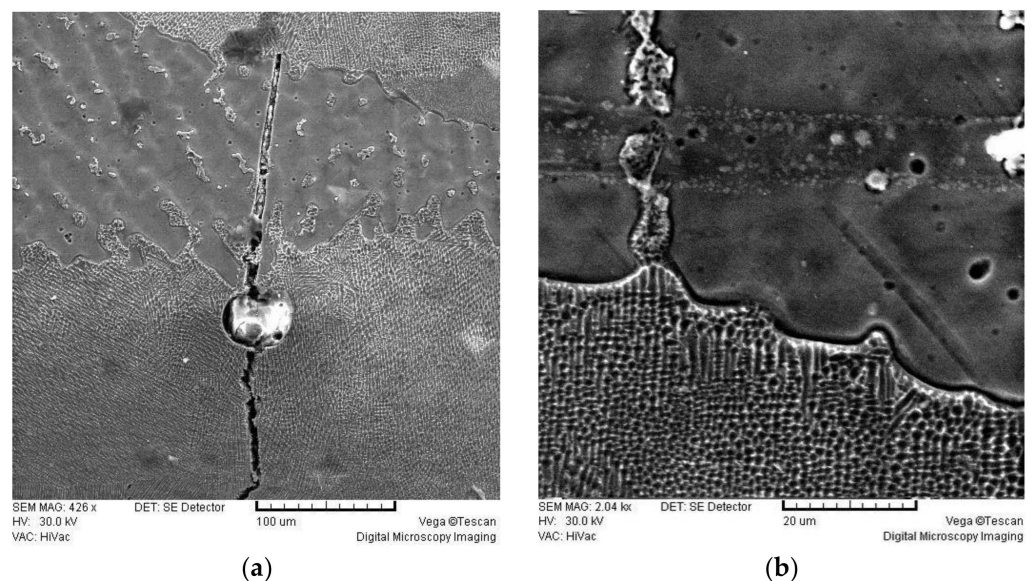 SEM MAG: 426 x DET: SE Detector
HV: 30.0 kV 100 um Vega ©Tescan
VAC: HiVac Digital Microscopy Imaging
(a)
SEM MAG: 2.04 kx DET: SE Detector
HV: 30.0 kV 20 um Vega ©Tescan
VAC: HiVac Digital Microscopy Imaging
(b)